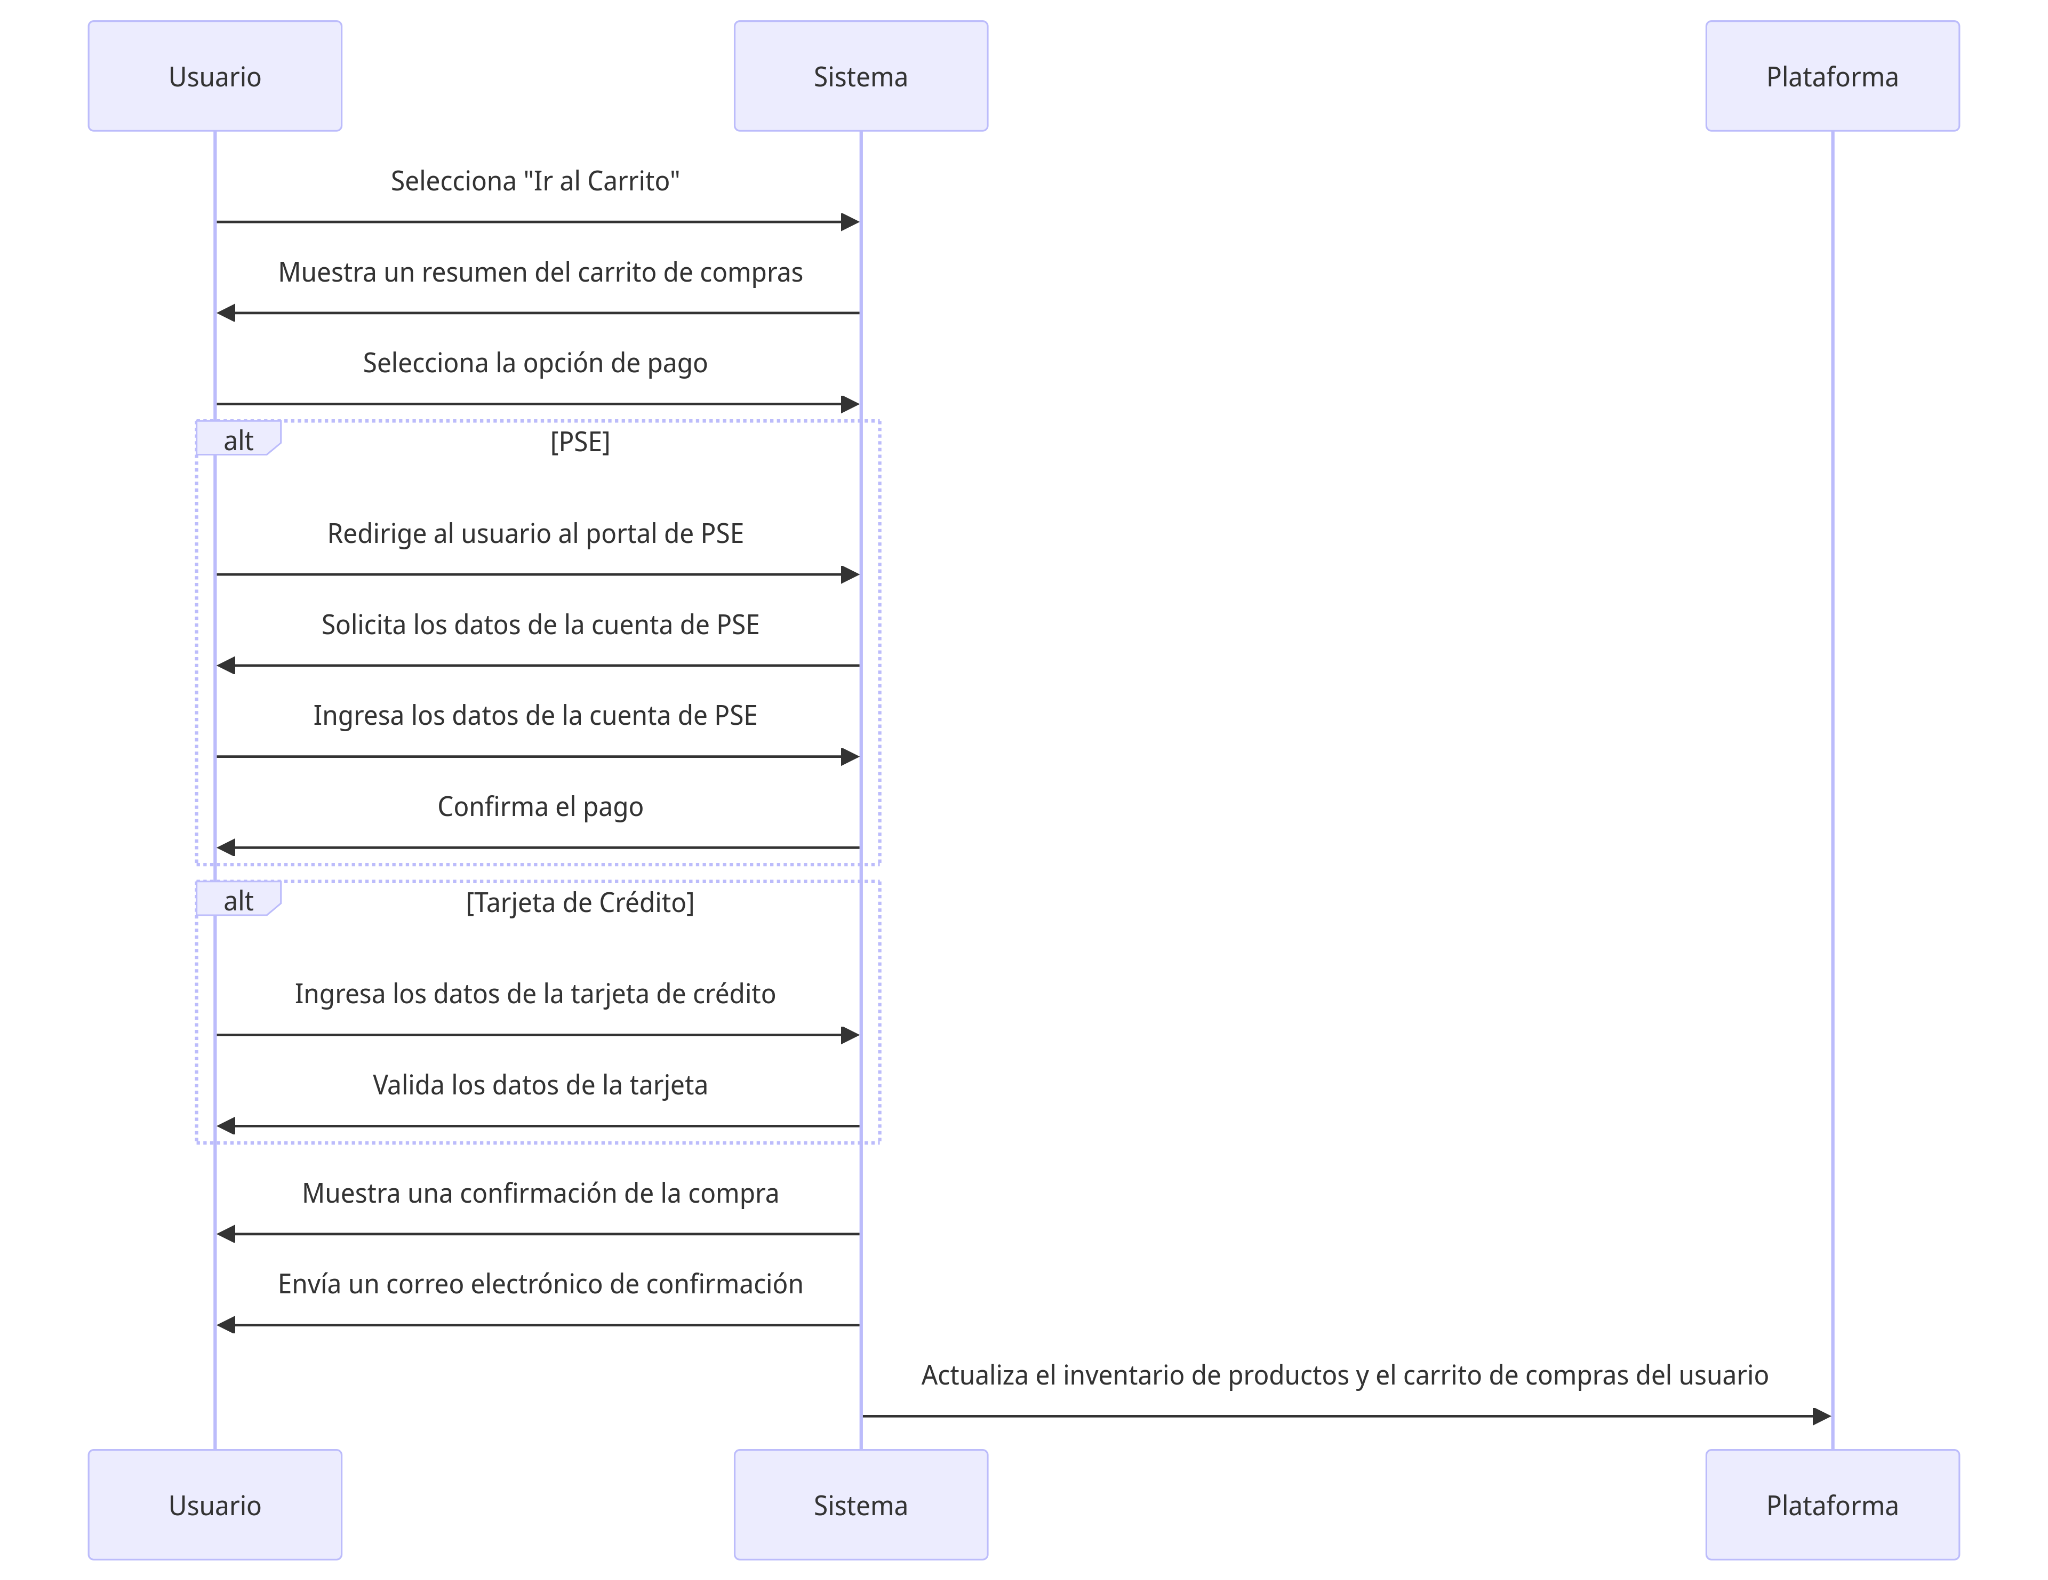 Usuario
Sistema
Plataforma
Selecciona "Ir al Carrito"
Muestra un resumen del carrito de compras
Selecciona la opción de pago
alt
[PSE]
Redirige al usuario al portal de PSE
Solicita los datos de la cuenta de PSE
Ingresa los datos de la cuenta de PSE
Confirma el pago
alt
[Tarjeta de Crédito]
Ingresa los datos de la tarjeta de crédito
Valida los datos de la tarjeta
Muestra una confirmación de la compra
Envía un correo electrónico de confirmación
Actualiza el inventario de productos y el carrito de compras del usuario
Usuario
Sistema
Plataforma